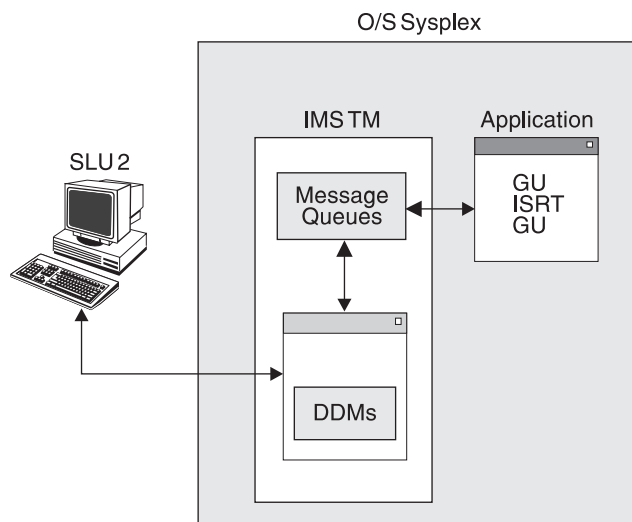 O/S Sysplex
IMS TM
Application
SLU 2
Message
Queues
GU
ISRT
GU
DDMs